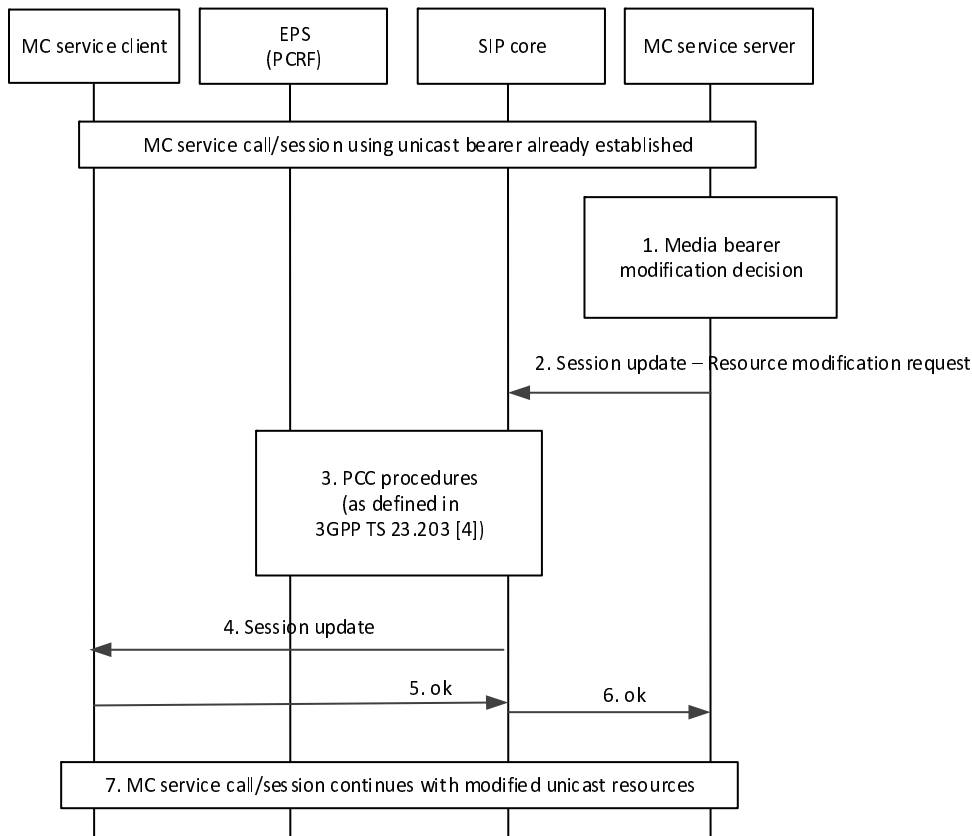 MC service client
EPS
(PCRF)
SIP core
MC service server
MC service call/session using unicast bearer already established
1. Media bearer
modification decision
2. Session update – Resource modification request
3. PCC procedures
(as defined in
3GPP TS 23.203 [4])
4. Session update
5. ok
6. ok
7. MC service call/session continues with modified unicast resources